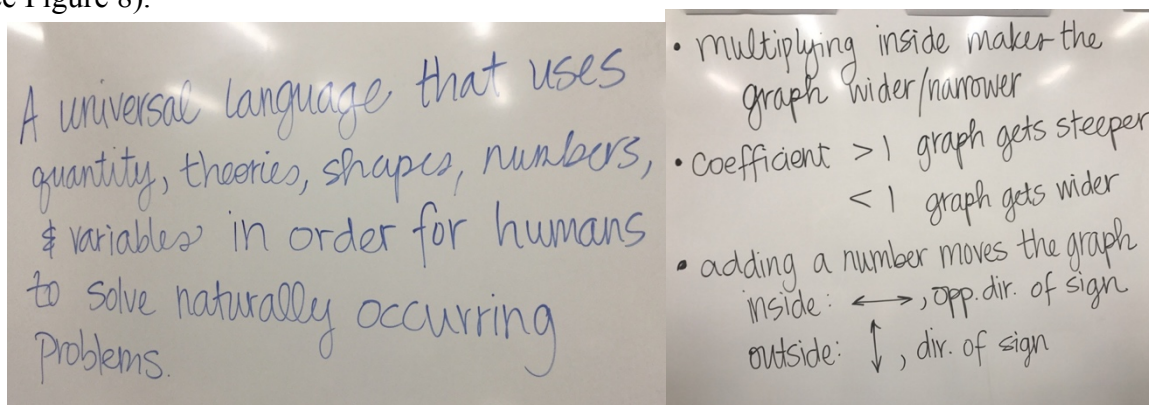 ee Figure 8).
A universal language that uses
quantity, theories, shapes, numbers,
& variables in order for humans
to solve naturally occurring
problems.
• multiplying inside makes the
graph wider/narrower
• coefficient > 1 graph gets steeper
< 1 graph gets wider
• adding a number moves the graph
inside: ↔, opp. dir. of sign
outside: ↕, dir. of sign